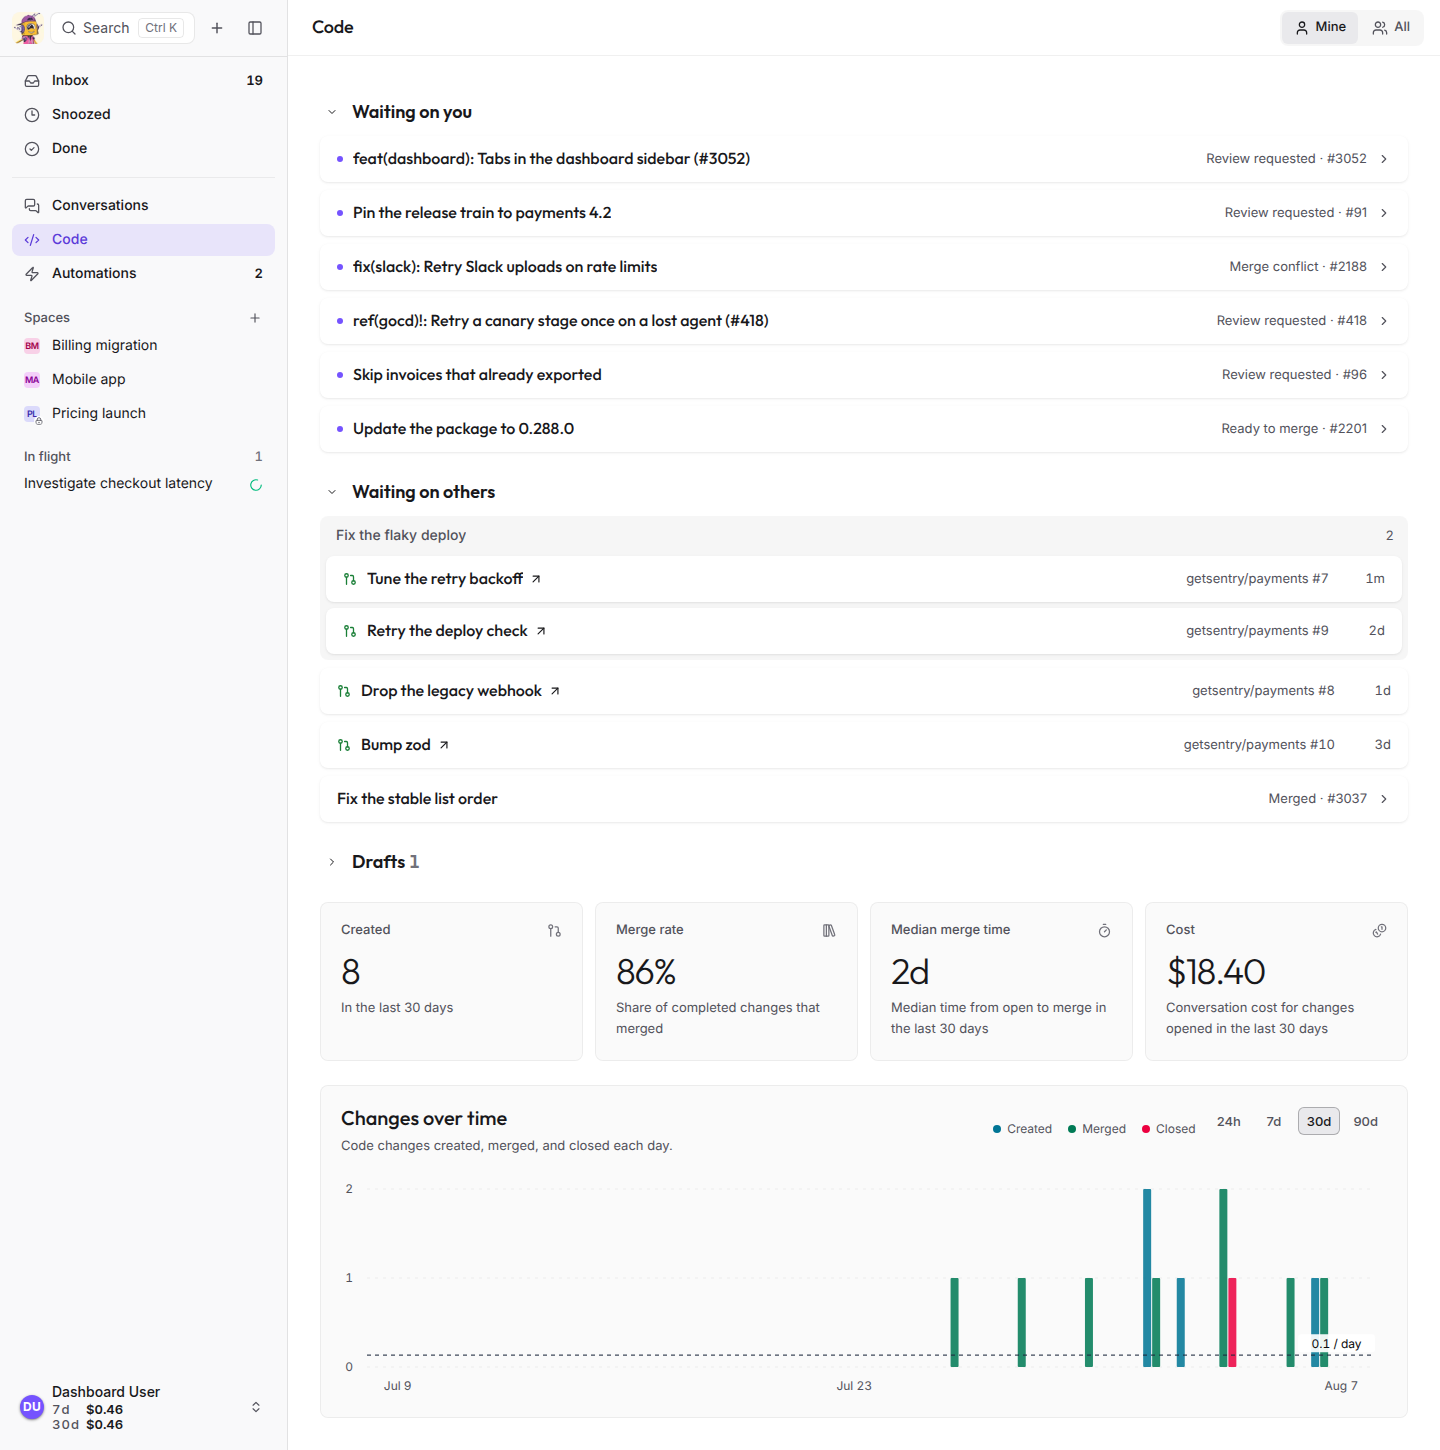 Search Ctrl K
Inbox 19
Snoozed
Done
Conversations
Code
Automations 2
Spaces
BM Billing migration
MA Mobile app
PL Pricing launch
In flight 1
Investigate checkout latency
DU Dashboard User
7d $0.46
30d $0.46
Code
Mine All
Waiting on you
feat(dashboard): Tabs in the dashboard sidebar (#3052) Review requested · #3052
Pin the release train to payments 4.2 Review requested · #91
fix(slack): Retry Slack uploads on rate limits Merge conflict · #2188
ref(gocd)!: Retry a canary stage once on a lost agent (#418) Review requested · #418
Skip invoices that already exported Review requested · #96
Update the package to 0.288.0 Ready to merge · #2201
Waiting on others
Fix the flaky deploy 2
Tune the retry backoff getsentry/payments #7 1m
Retry the deploy check getsentry/payments #9 2d
Drop the legacy webhook getsentry/payments #8 1d
Bump zod getsentry/payments #10 3d
Fix the stable list order Merged · #3037
Drafts 1
Created
8
In the last 30 days
Merge rate
86%
Share of completed changes that
merged
Median merge time
2d
Median time from open to merge in
the last 30 days
Cost
$18.40
Conversation cost for changes
opened in the last 30 days
Changes over time
Code changes created, merged, and closed each day.
Created Merged Closed 24h 7d 30d 90d
2
1
0
0.1 / day
Jul 9 Jul 23 Aug 7